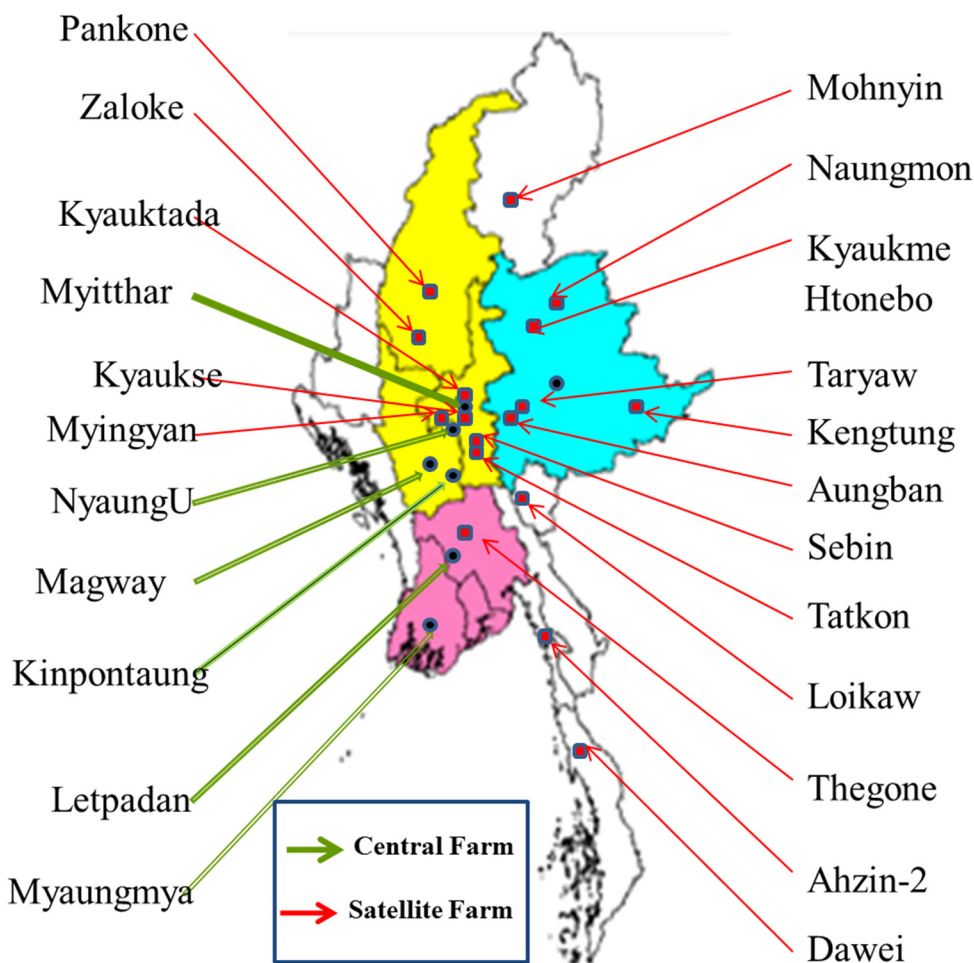 Pankone
Zaloke
Kyauktada
Myitthar
Kyaukse
Myingyan
NyaungU
Magway
Kinpontaung
Letpadan
Myaungmya
Mohnyin
Naungmon
Kyaukme
Htonebo
Taryaw
Kengtung
Aungban
Sebin
Tatkon
Loikaw
Thegone
Ahzin-2
Dawei
Central Farm
Satellite Farm